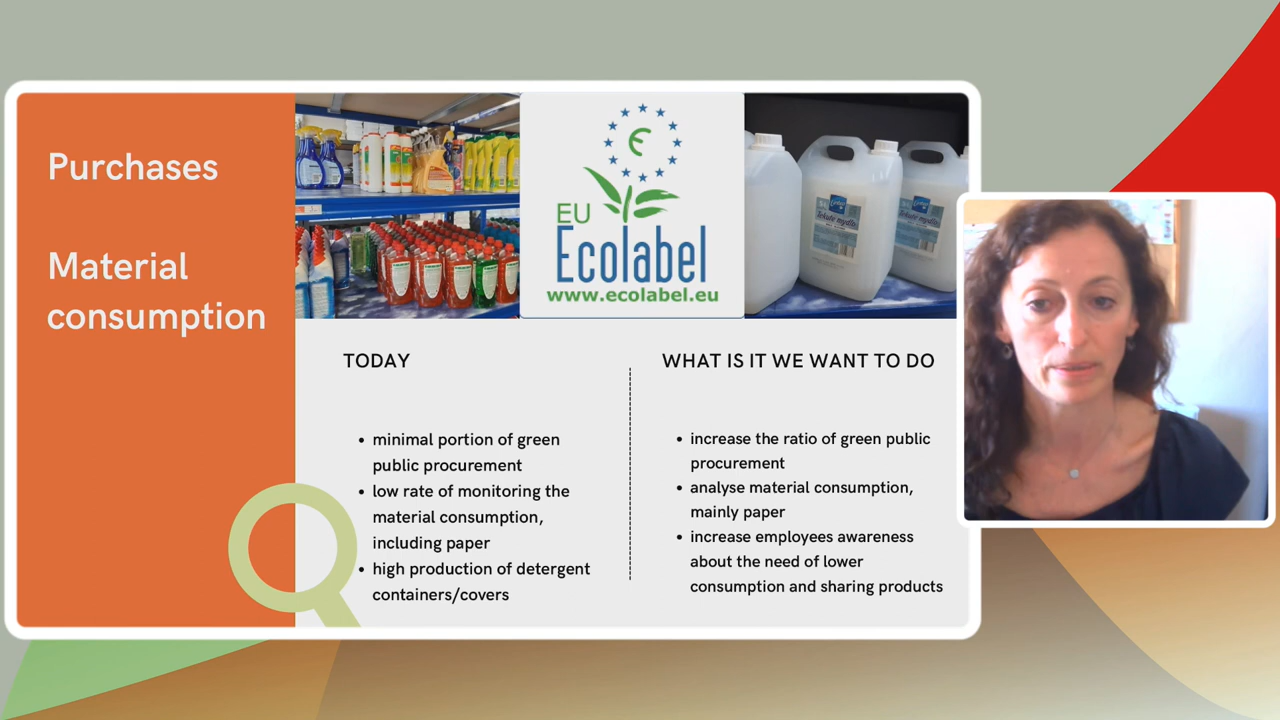 Purchases
Material
consumption
EU
Ecolabel
www.ecolabel.eu
Tekuté mýdlo
TODAY
minimal portion of green
public procurement
low rate of monitoring the
material consumption,
including paper
high production of detergent
containers/covers
WHAT IS IT WE WANT TO DO
increase the ratio of green public
procurement
analyse material consumption,
mainly paper
increase employees awareness
about the need of lower
consumption and sharing products